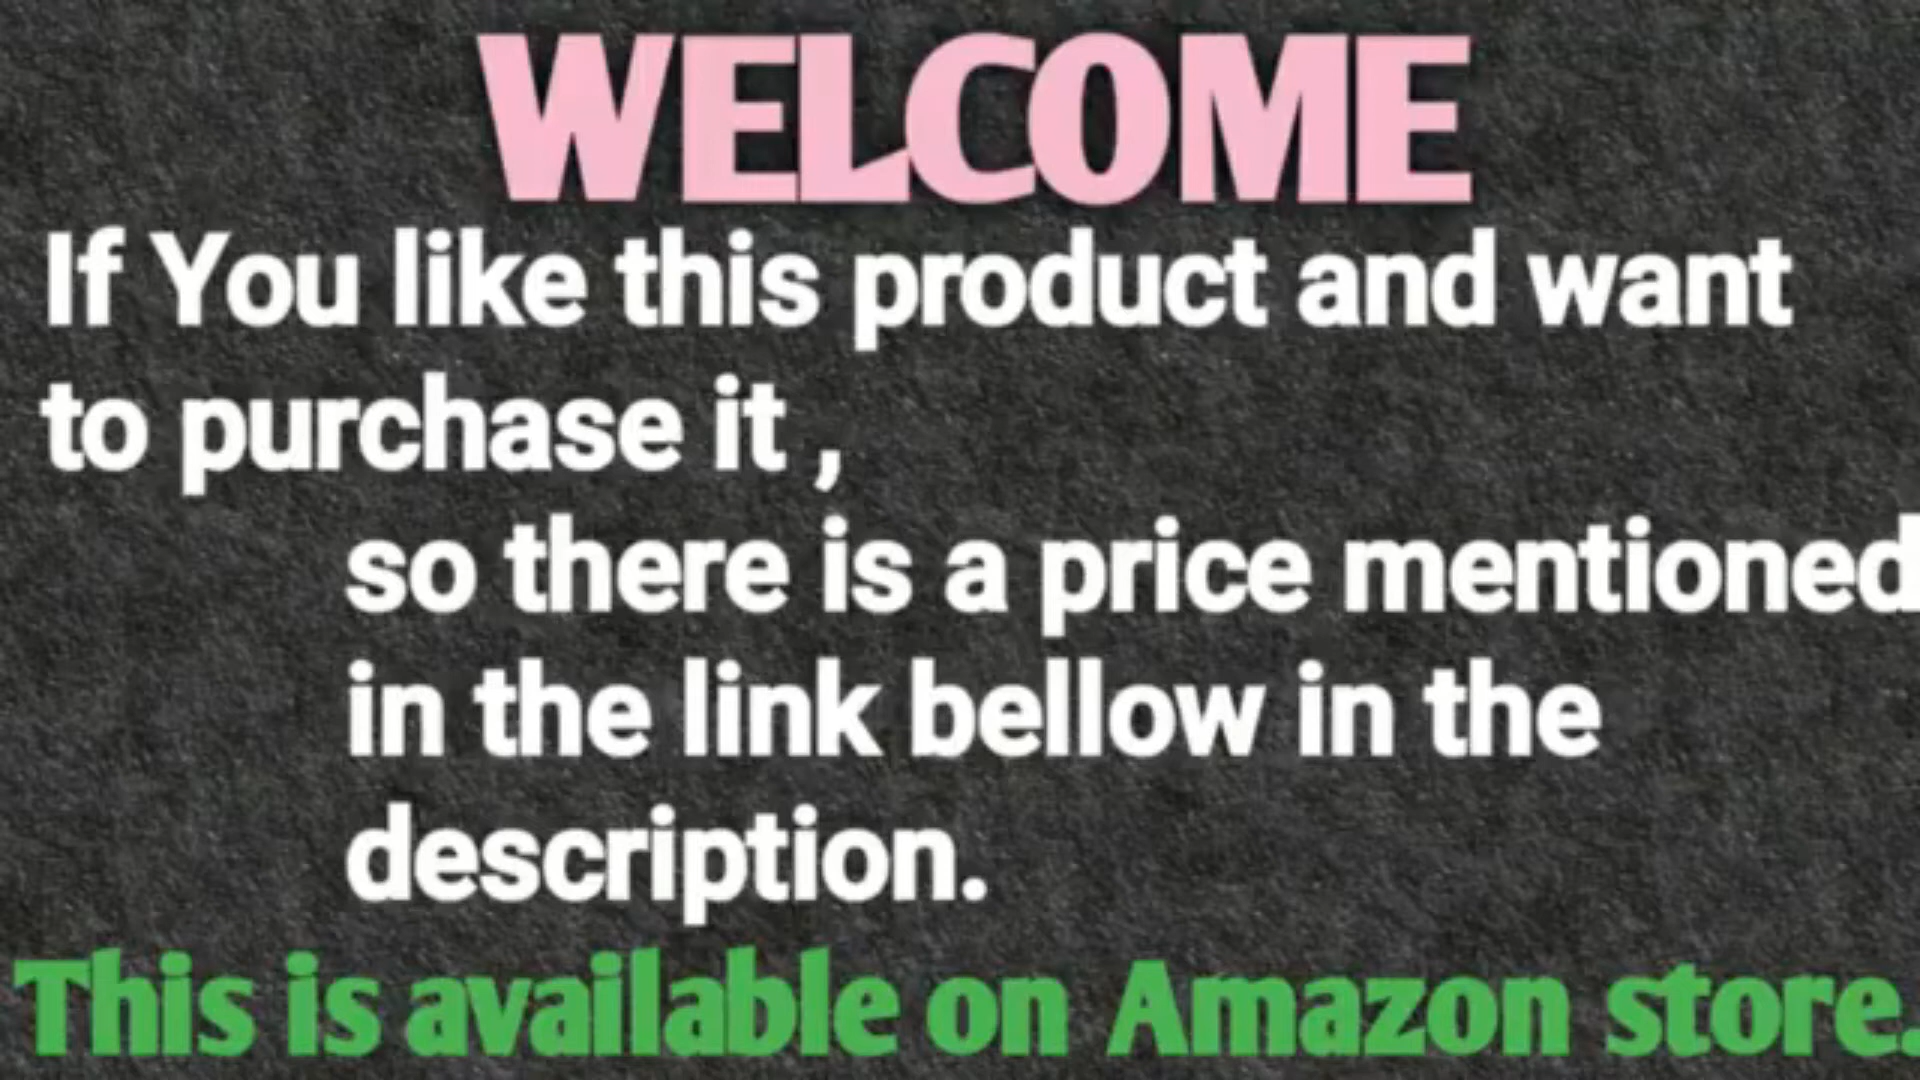 WELCOME
If You like this product and want
to purchase it ,
so there is a price mentioned
in the link bellow in the
description.
This is available on Amazon store.